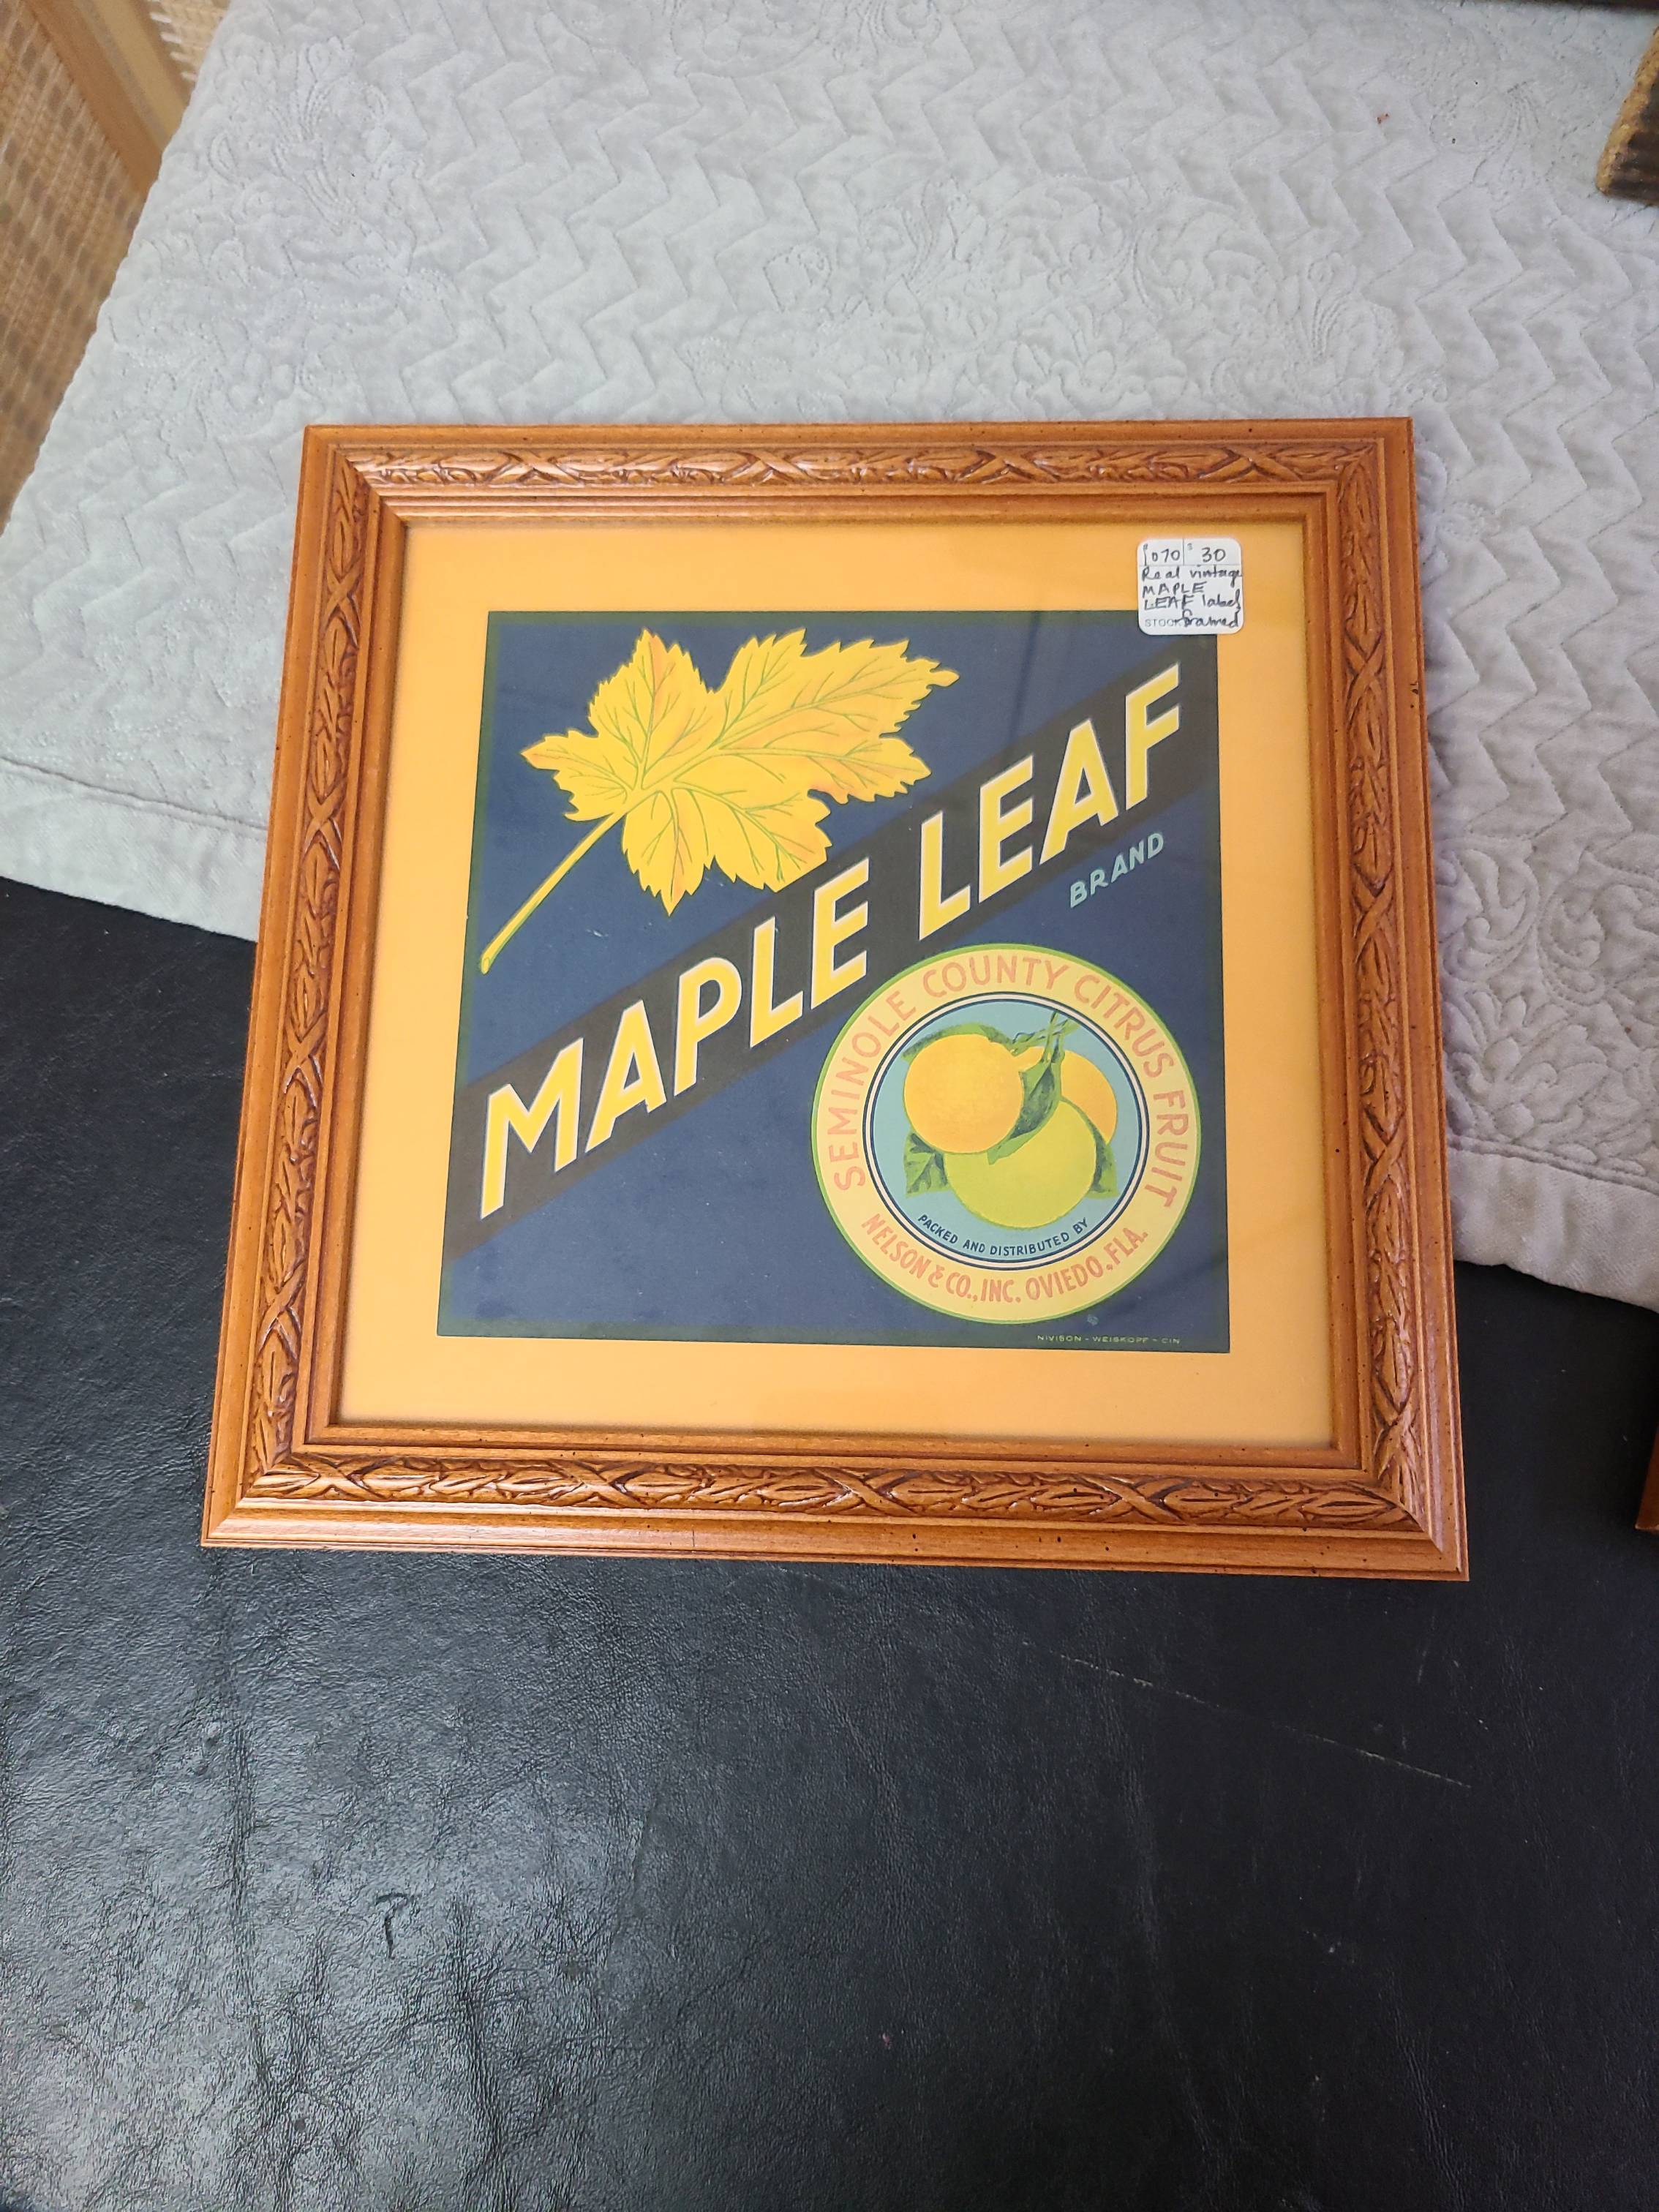 1070 $ 30
Real vintage
MAPLE
LEAF label
STOCK framed
MAPLE LEAF
BRAND
SEMINOLE COUNTY CITRUS FRUIT
PACKED AND DISTRIBUTED BY
NELSON & CO., INC. OVIEDO, FLA.
NIVISON - WEISKOPF - CIN